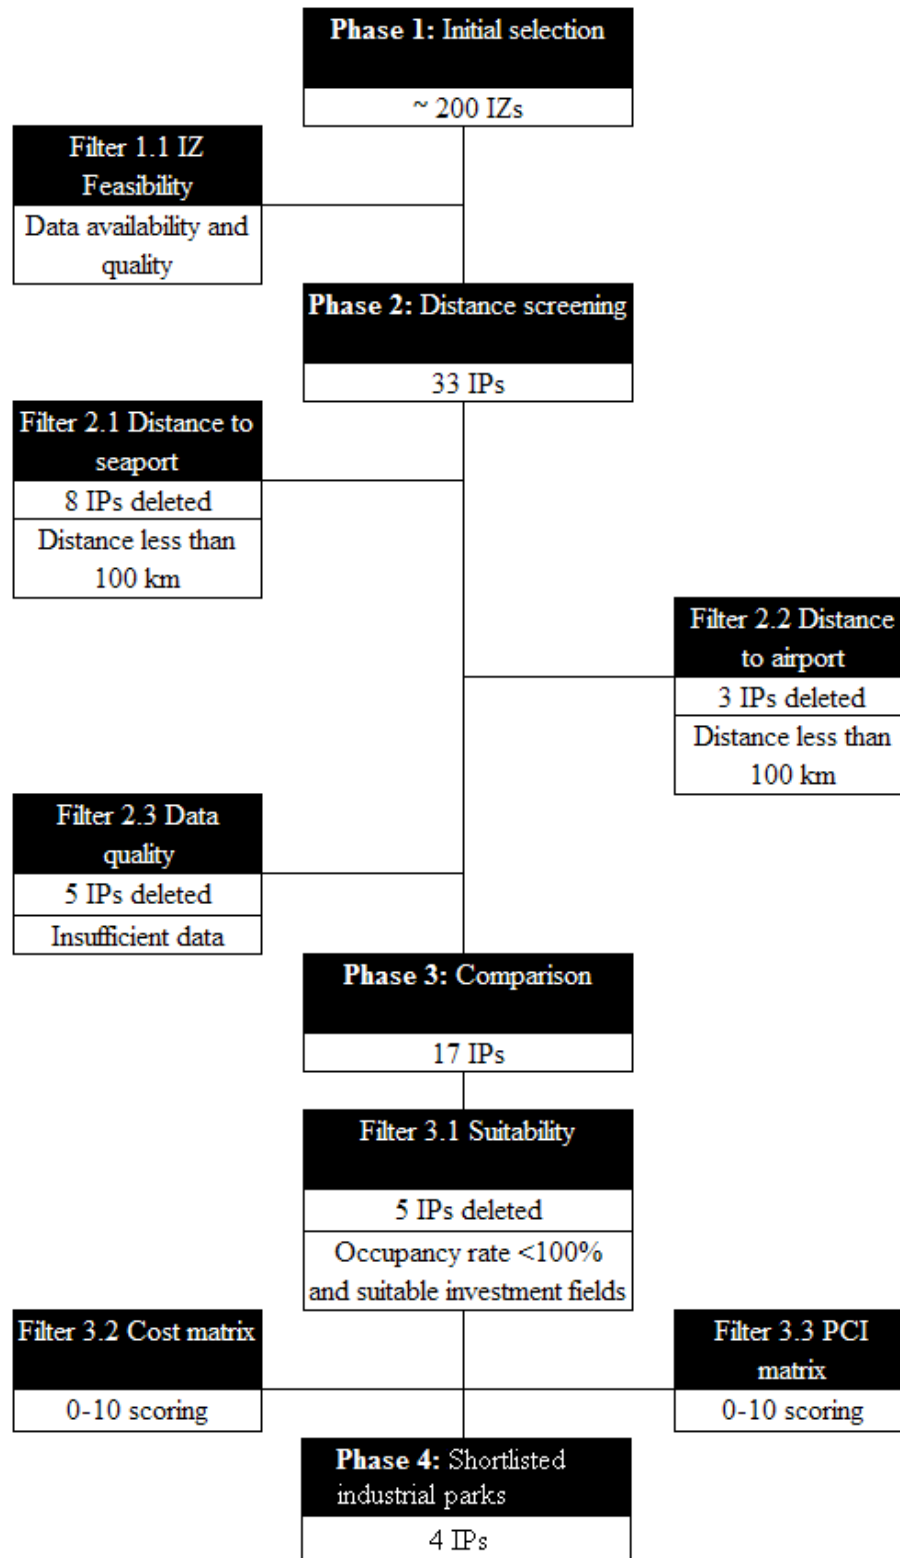 Phase 1: Initial selection
~ 200 IZs
Filter 1.1 IZ
Feasibility
Data availability and
quality
Phase 2: Distance screening
33 IPs
Filter 2.1 Distance to
seaport
8 IPs deleted
Distance less than
100 km
Filter 2.2 Distance
to airport
3 IPs deleted
Distance less than
100 km
Filter 2.3 Data
quality
5 IPs deleted
Insufficient data
Phase 3: Comparison
17 IPs
Filter 3.1 Suitability
5 IPs deleted
Occupancy rate <100%
and suitable investment fields
Filter 3.2 Cost matrix
0-10 scoring
Filter 3.3 PCI
matrix
0-10 scoring
Phase 4: Shortlisted
industrial parks
4 IPs